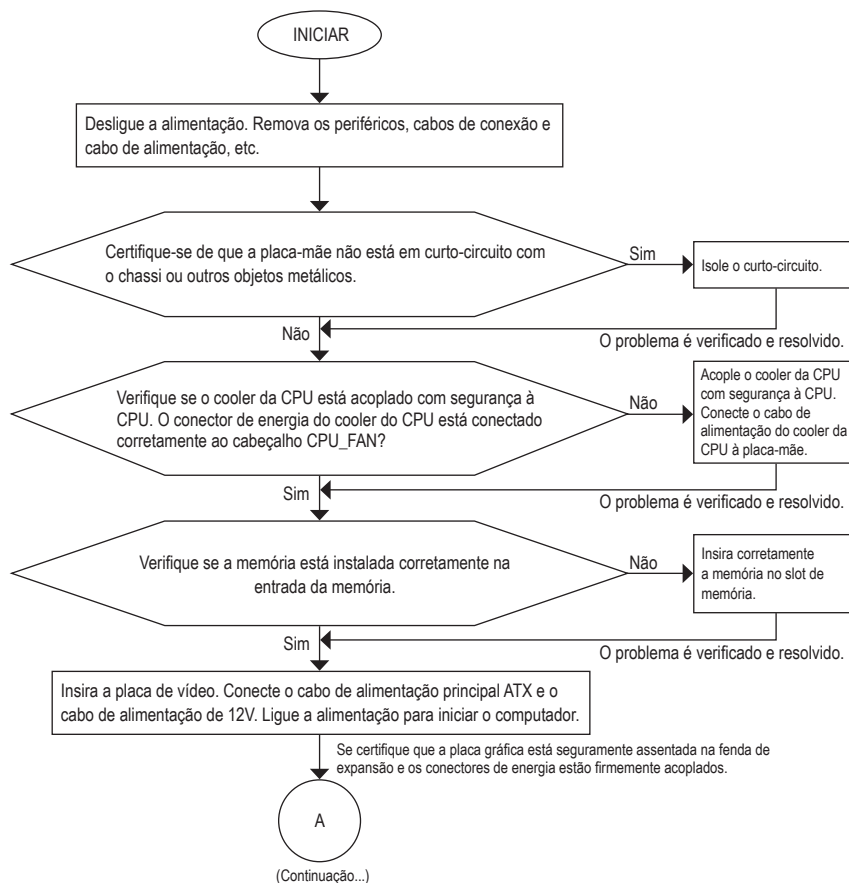 INICIAR
Desligue a alimentação. Remova os periféricos, cabos de conexão e
cabo de alimentação, etc.
Certifique-se de que a placa-mãe não está em curto-circuito com
o chassi ou outros objetos metálicos.
Sim
Isole o curto-circuito.
Não
O problema é verificado e resolvido.
Verifique se o cooler da CPU está acoplado com segurança à
CPU. O conector de energia do cooler do CPU está conectado
corretamente ao cabeçalho CPU_FAN?
Não
Acople o cooler da CPU
com segurança à CPU.
Conecte o cabo de
alimentação do cooler da
CPU à placa-mãe.
Sim
O problema é verificado e resolvido.
Verifique se a memória está instalada corretamente na
entrada da memória.
Não
Insira corretamente
a memória no slot de
memória.
Sim
O problema é verificado e resolvido.
Insira a placa de vídeo. Conecte o cabo de alimentação principal ATX e o
cabo de alimentação de 12V. Ligue a alimentação para iniciar o computador.
Se certifique que a placa gráfica está seguramente assentada na fenda de
expansão e os conectores de energia estão firmemente acoplados.
A
(Continuação...)